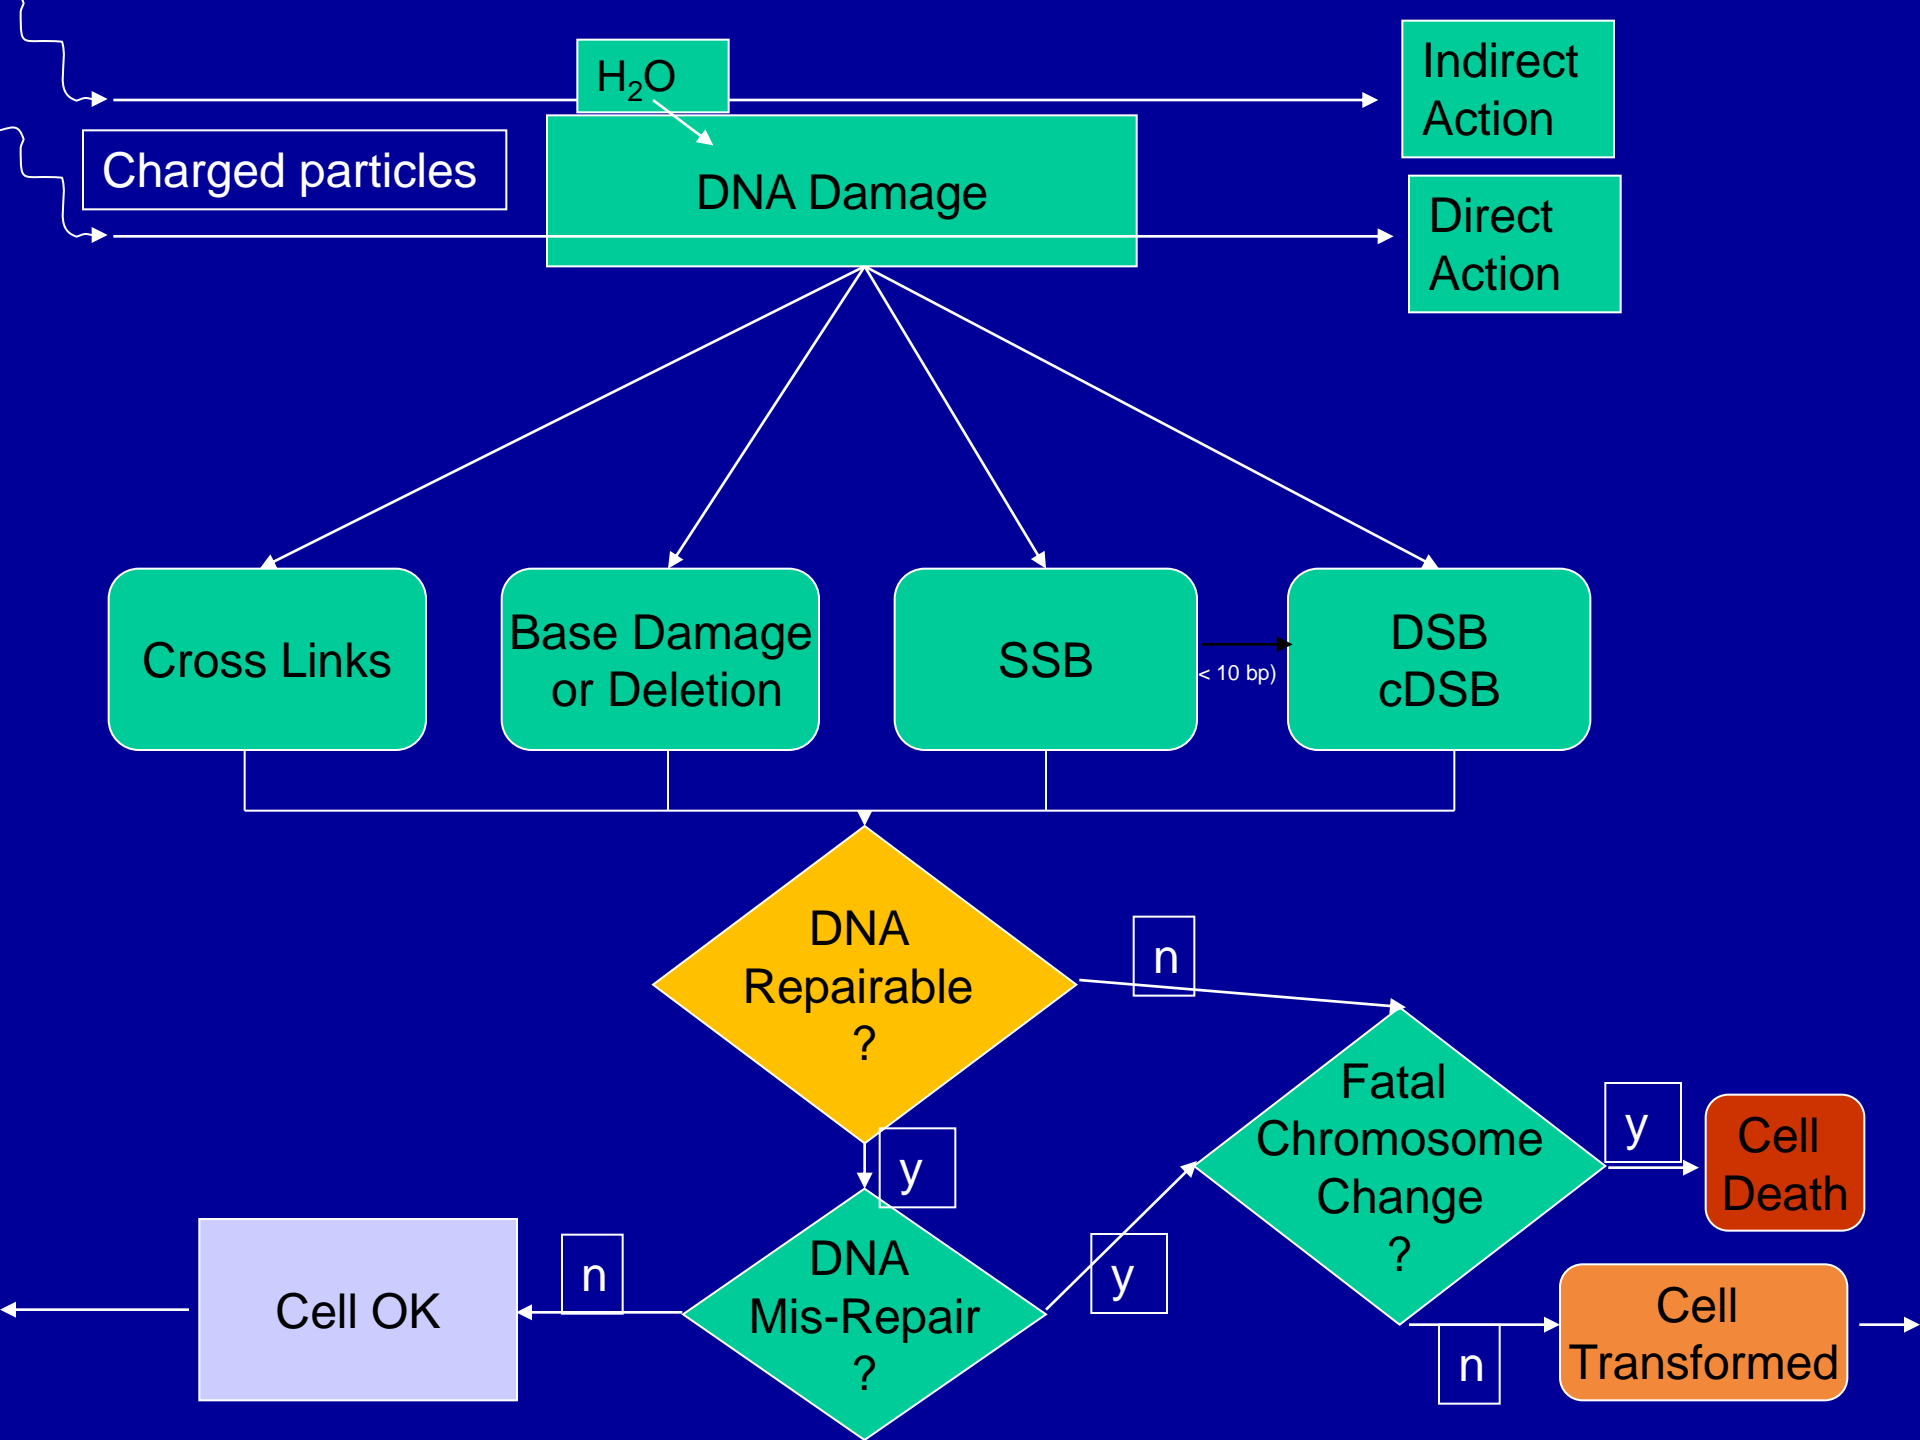 H₂O
Indirect
Action
Charged particles
DNA Damage
Direct
Action
Cross Links
Base Damage
or Deletion
SSB
< 10 bp)
DSB
cDSB
DNA
Repairable
?
n
y
Fatal
Chromosome
Change
?
y
Cell
Death
Cell OK
n
DNA
Mis-Repair
?
y
n
Cell
Transformed